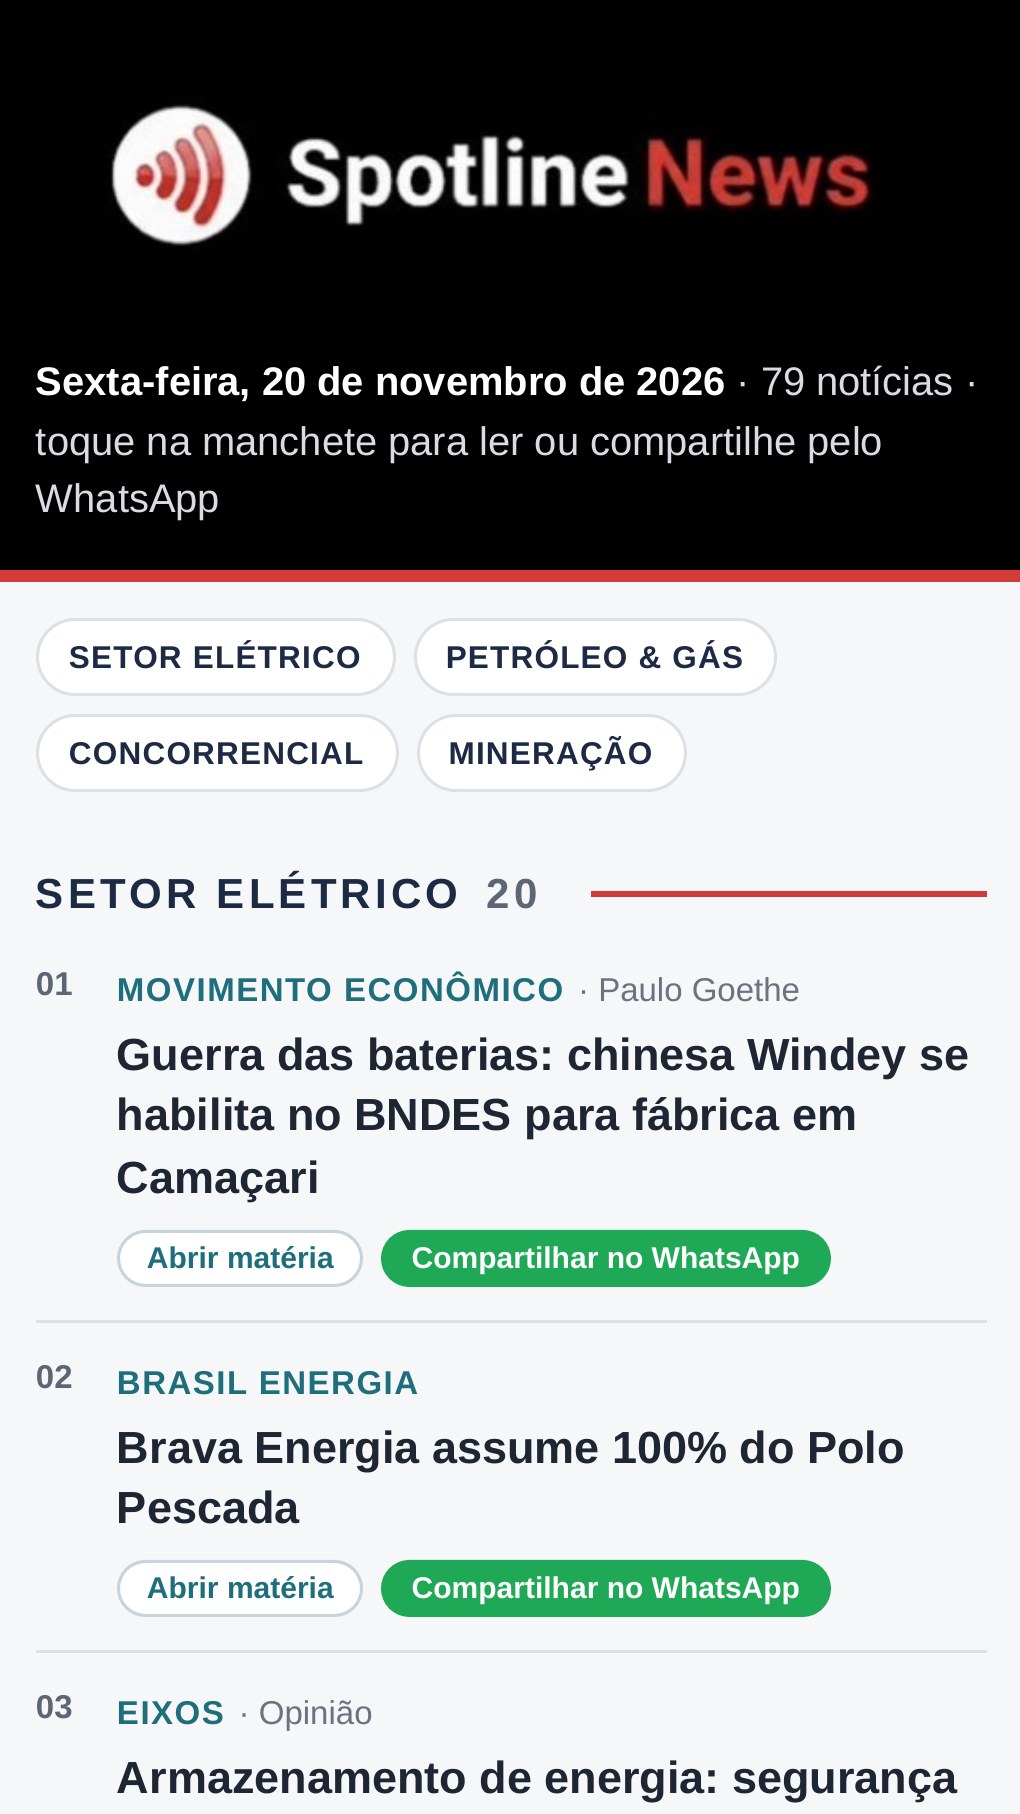 Spotline News
Sexta-feira, 20 de novembro de 2026 · 79 notícias ·
toque na manchete para ler ou compartilhe pelo
WhatsApp
SETOR ELÉTRICO
PETRÓLEO & GÁS
CONCORRENCIAL
MINERAÇÃO
SETOR ELÉTRICO 20
01
MOVIMENTO ECONÔMICO · Paulo Goethe
Guerra das baterias: chinesa Windey se
habilita no BNDES para fábrica em
Camaçari
Abrir matéria
Compartilhar no WhatsApp
02
BRASIL ENERGIA
Brava Energia assume 100% do Polo
Pescada
Abrir matéria
Compartilhar no WhatsApp
03
EIXOS · Opinião
Armazenamento de energia: segurança